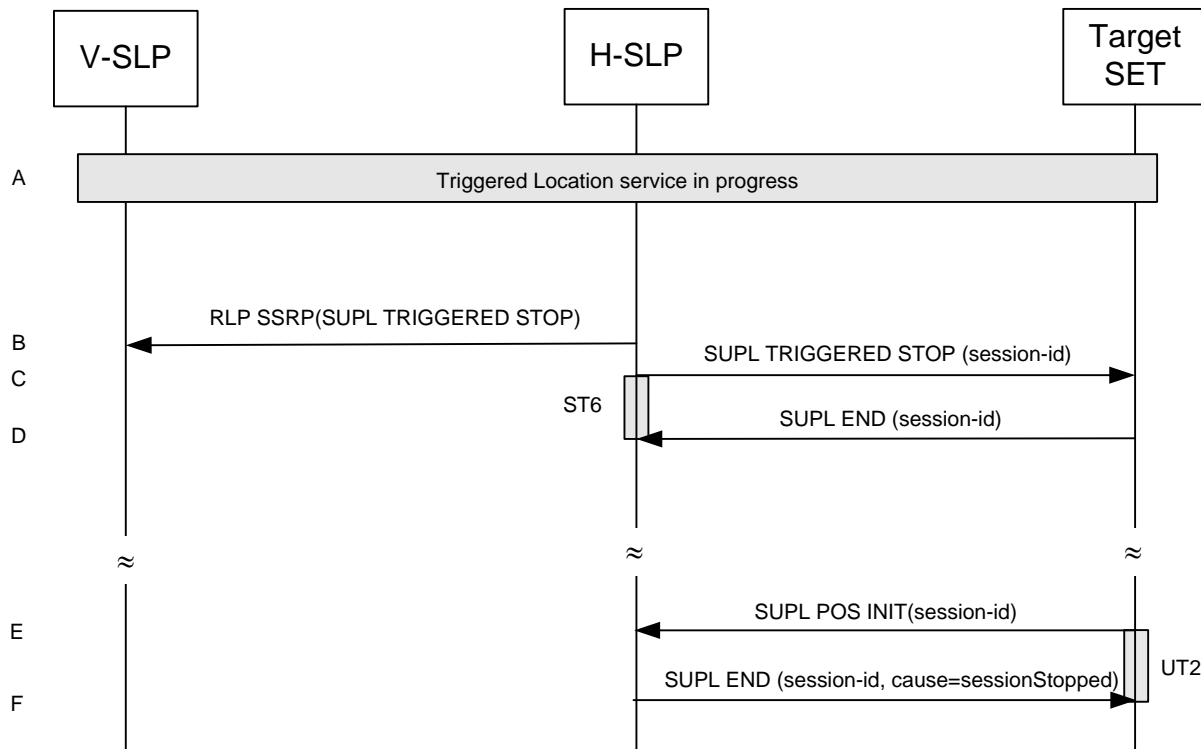 V-SLP
H-SLP
Target
SET
A
Triggered Location service in progress
RLP SSRP(SUPL TRIGGERED STOP)
B
SUPL TRIGGERED STOP (session-id)
C
ST6
SUPL END (session-id)
D
≈
≈
≈
SUPL POS INIT(session-id)
E
UT2
SUPL END (session-id, cause=sessionStopped)
F